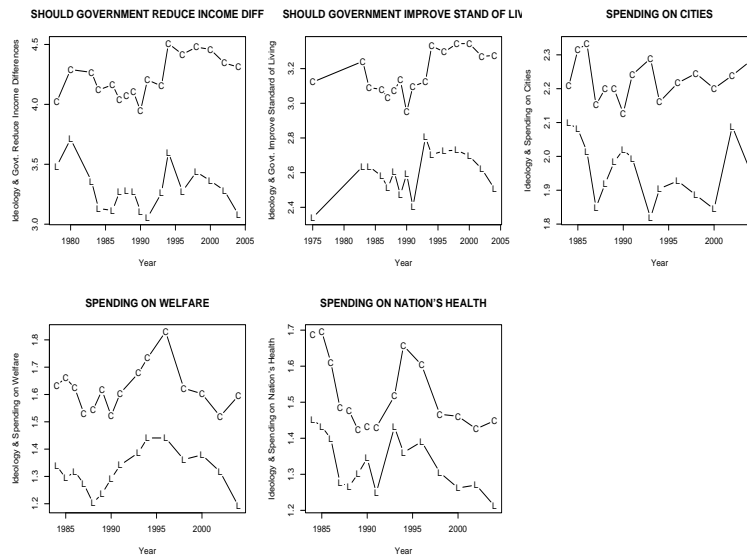 SHOULD GOVERNMENT REDUCE INCOME DIFF
Ideology & Govt. Reduce Income Differences
3.0 3.5 4.0 4.5
C C C C C C C C C C C C C C C C C C
L L L L L L L L L L L L L L L L L L
1980 1985 1990 1995 2000 2005
Year
SHOULD GOVERNMENT IMPROVE STAND OF LIV
Ideology & Govt. Improve Standard of Living
2.4 2.6 2.8 3.0 3.2
C C C C C C C C C C C C C C C C C
L L L L L L L L L L L L L L L L L
1975 1980 1985 1990 1995 2000 2005
Year
SPENDING ON CITIES
Ideology & Spending on Cities
1.8 1.9 2.0 2.1 2.2 2.3
C C C C C C C C C C C C C C
L L L L L L L L L L L L L L
1985 1990 1995 2000
Year
SPENDING ON WELFARE
Ideology & Spending on Welfare
1.2 1.3 1.4 1.5 1.6 1.7 1.8
C C C C C C C C C C C C C C C
L L L L L L L L L L L L L L L
1985 1990 1995 2000
Year
SPENDING ON NATION'S HEALTH
Ideology & Spending on Nation's Health
1.2 1.3 1.4 1.5 1.6 1.7
C C C C C C C C C C C C C C C
L L L L L L L L L L L L L L L
1985 1990 1995 2000
Year